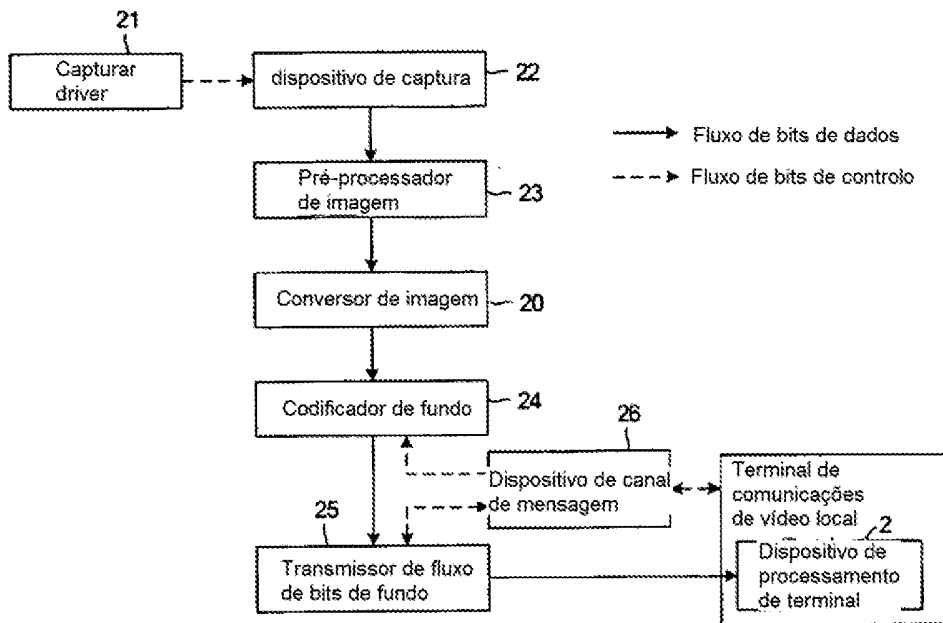 21
Capturar
driver
dispositivo de captura
22
Fluxo de bits de dados
Fluxo de bits de controlo
Pré-processador
de imagem
23
Conversor de imagem
20
Codificador de fundo
24
26
Dispositivo de canal
de mensagem
Terminal de
comunicações
de vídeo local
2
Dispositivo de
processamento
de terminal
25
Transmissor de fluxo
de bits de fundo